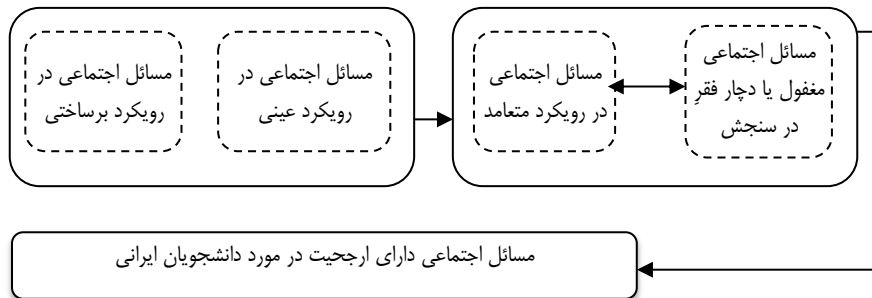 مسائل اجتماعی
مغفول یا دچار فقرِ
در سنجش
مسائل اجتماعی
در رویکرد متعامد
مسائل اجتماعی در
رویکرد عینی
مسائل اجتماعی در
رویکرد برساختی
مسائل اجتماعی دارای ارجحیت در مورد دانشجویان ایرانی